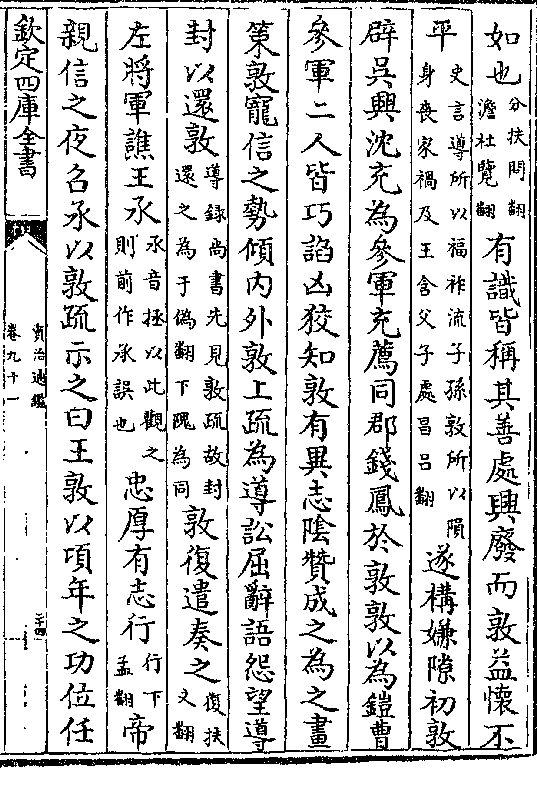 如也分扶問翻澹杜覽翻有識皆稱其善處興廢而敦益懷不
平史言導所以福祚流子孫敦所以隕身喪家禍及王含父子處昌呂翻遂構嫌隙初敦
辟吳興沈充為參軍充薦同郡錢鳳於敦敦以為鎧曹
參軍二人皆巧諂凶狡知敦有異志陰贊成之為之畫
策敦寵信之勢傾內外敦上疏為導訟屈辭語怨望導
封以還敦導録尚書先見敦疏故封還之為于偽翻下隗為同敦復遣奏之復扶又翻
左將軍譙王氶氶音拯以此觀之則前作承誤也忠厚有志行行下孟翻帝
親信之夜召氶以敦疏示之曰王敦以項年之功位任
欽定四庫全書
資治通鑑
卷九十一
二十四